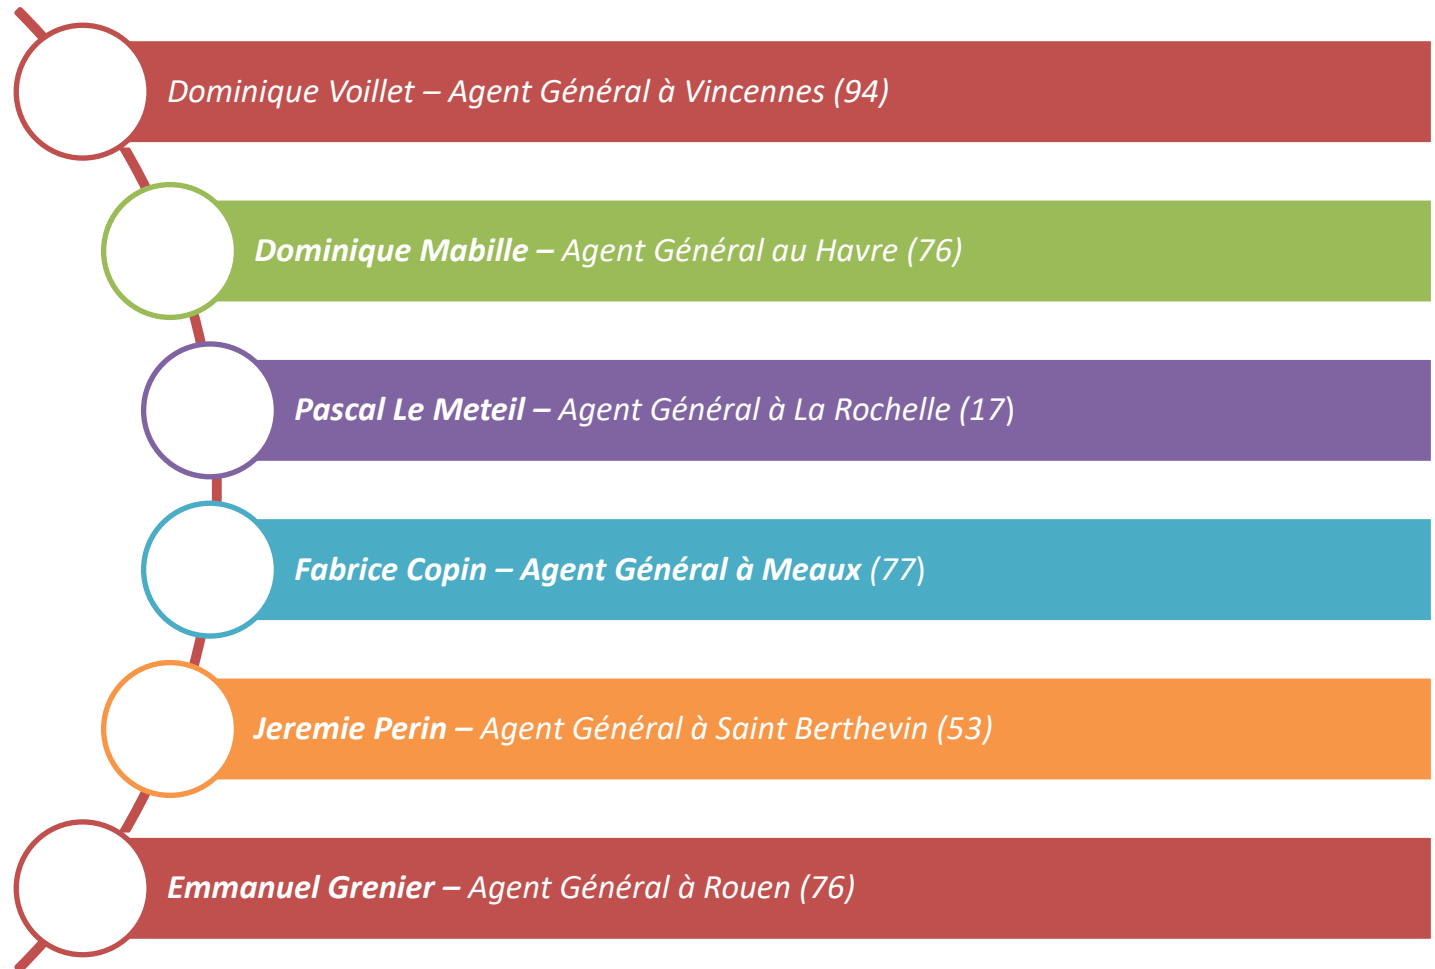 Dominique Voillet – Agent Général à Vincennes (94)
Dominique Mabille – Agent Général au Havre (76)
Pascal Le Meteil – Agent Général à La Rochelle (17)
Fabrice Copin – Agent Général à Meaux (77)
Jeremie Perin – Agent Général à Saint Berthevin (53)
Emmanuel Grenier – Agent Général à Rouen (76)